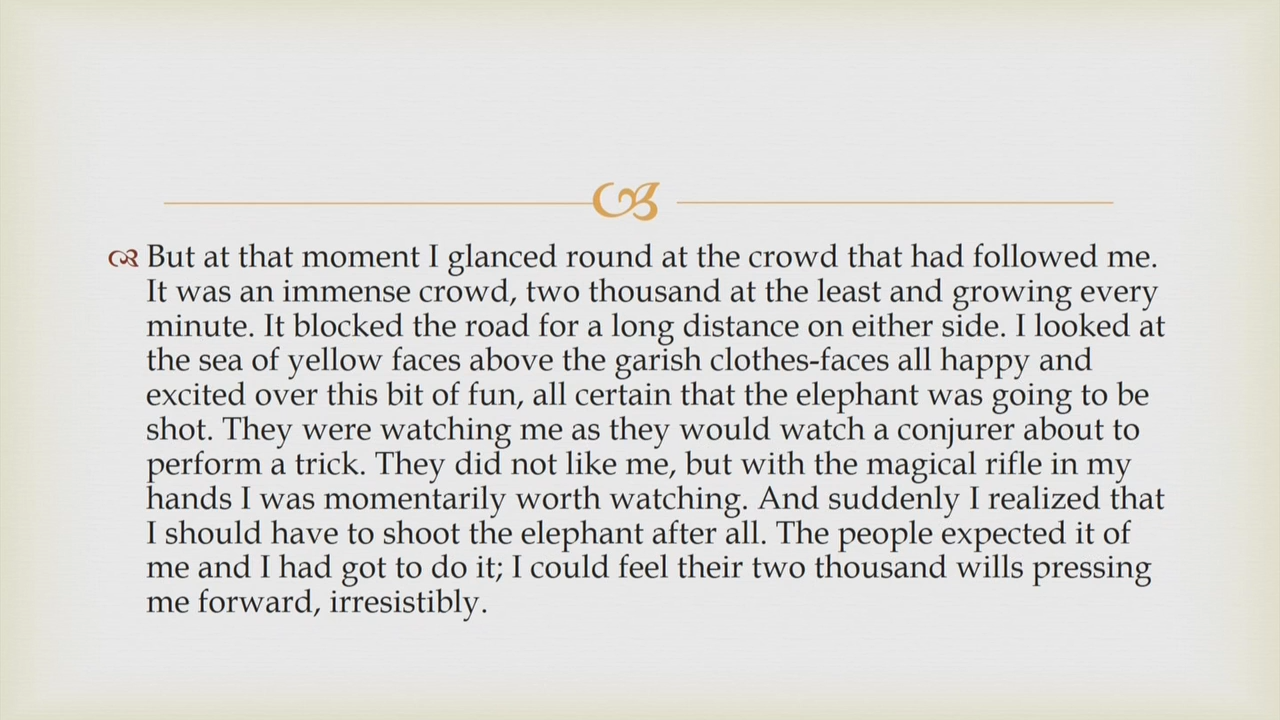 But at that moment I glanced round at the crowd that had followed me.
It was an immense crowd, two thousand at the least and growing every
minute. It blocked the road for a long distance on either side. I looked at
the sea of yellow faces above the garish clothes-faces all happy and
excited over this bit of fun, all certain that the elephant was going to be
shot. They were watching me as they would watch a conjurer about to
perform a trick. They did not like me, but with the magical rifle in my
hands I was momentarily worth watching. And suddenly I realized that
I should have to shoot the elephant after all. The people expected it of
me and I had got to do it; I could feel their two thousand wills pressing
me forward, irresistibly.